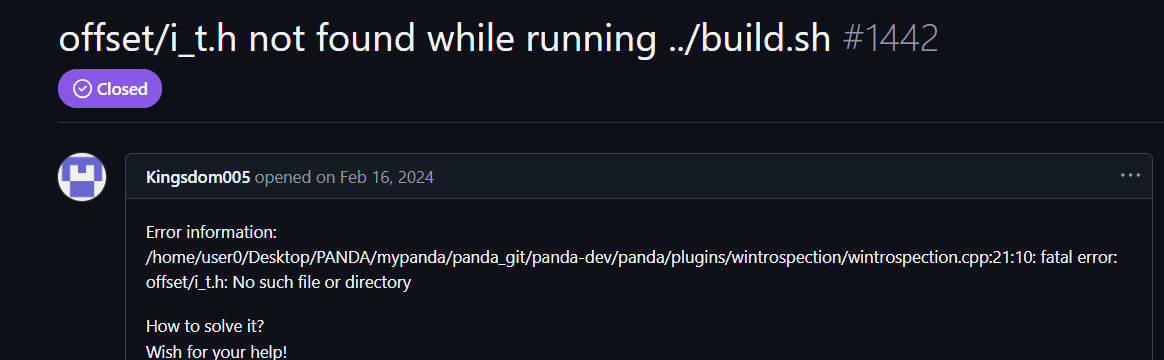 offset/i_t.h not found while running ../build.sh #1442
Closed
Kingsdom005 opened on Feb 16, 2024
Error information:
/home/user0/Desktop/PANDA/mypanda/panda_git/panda-dev/panda/plugins/wintrospection/wintrospection.cpp:21:10: fatal error:
offset/i_t.h: No such file or directory
How to solve it?
Wish for your help!